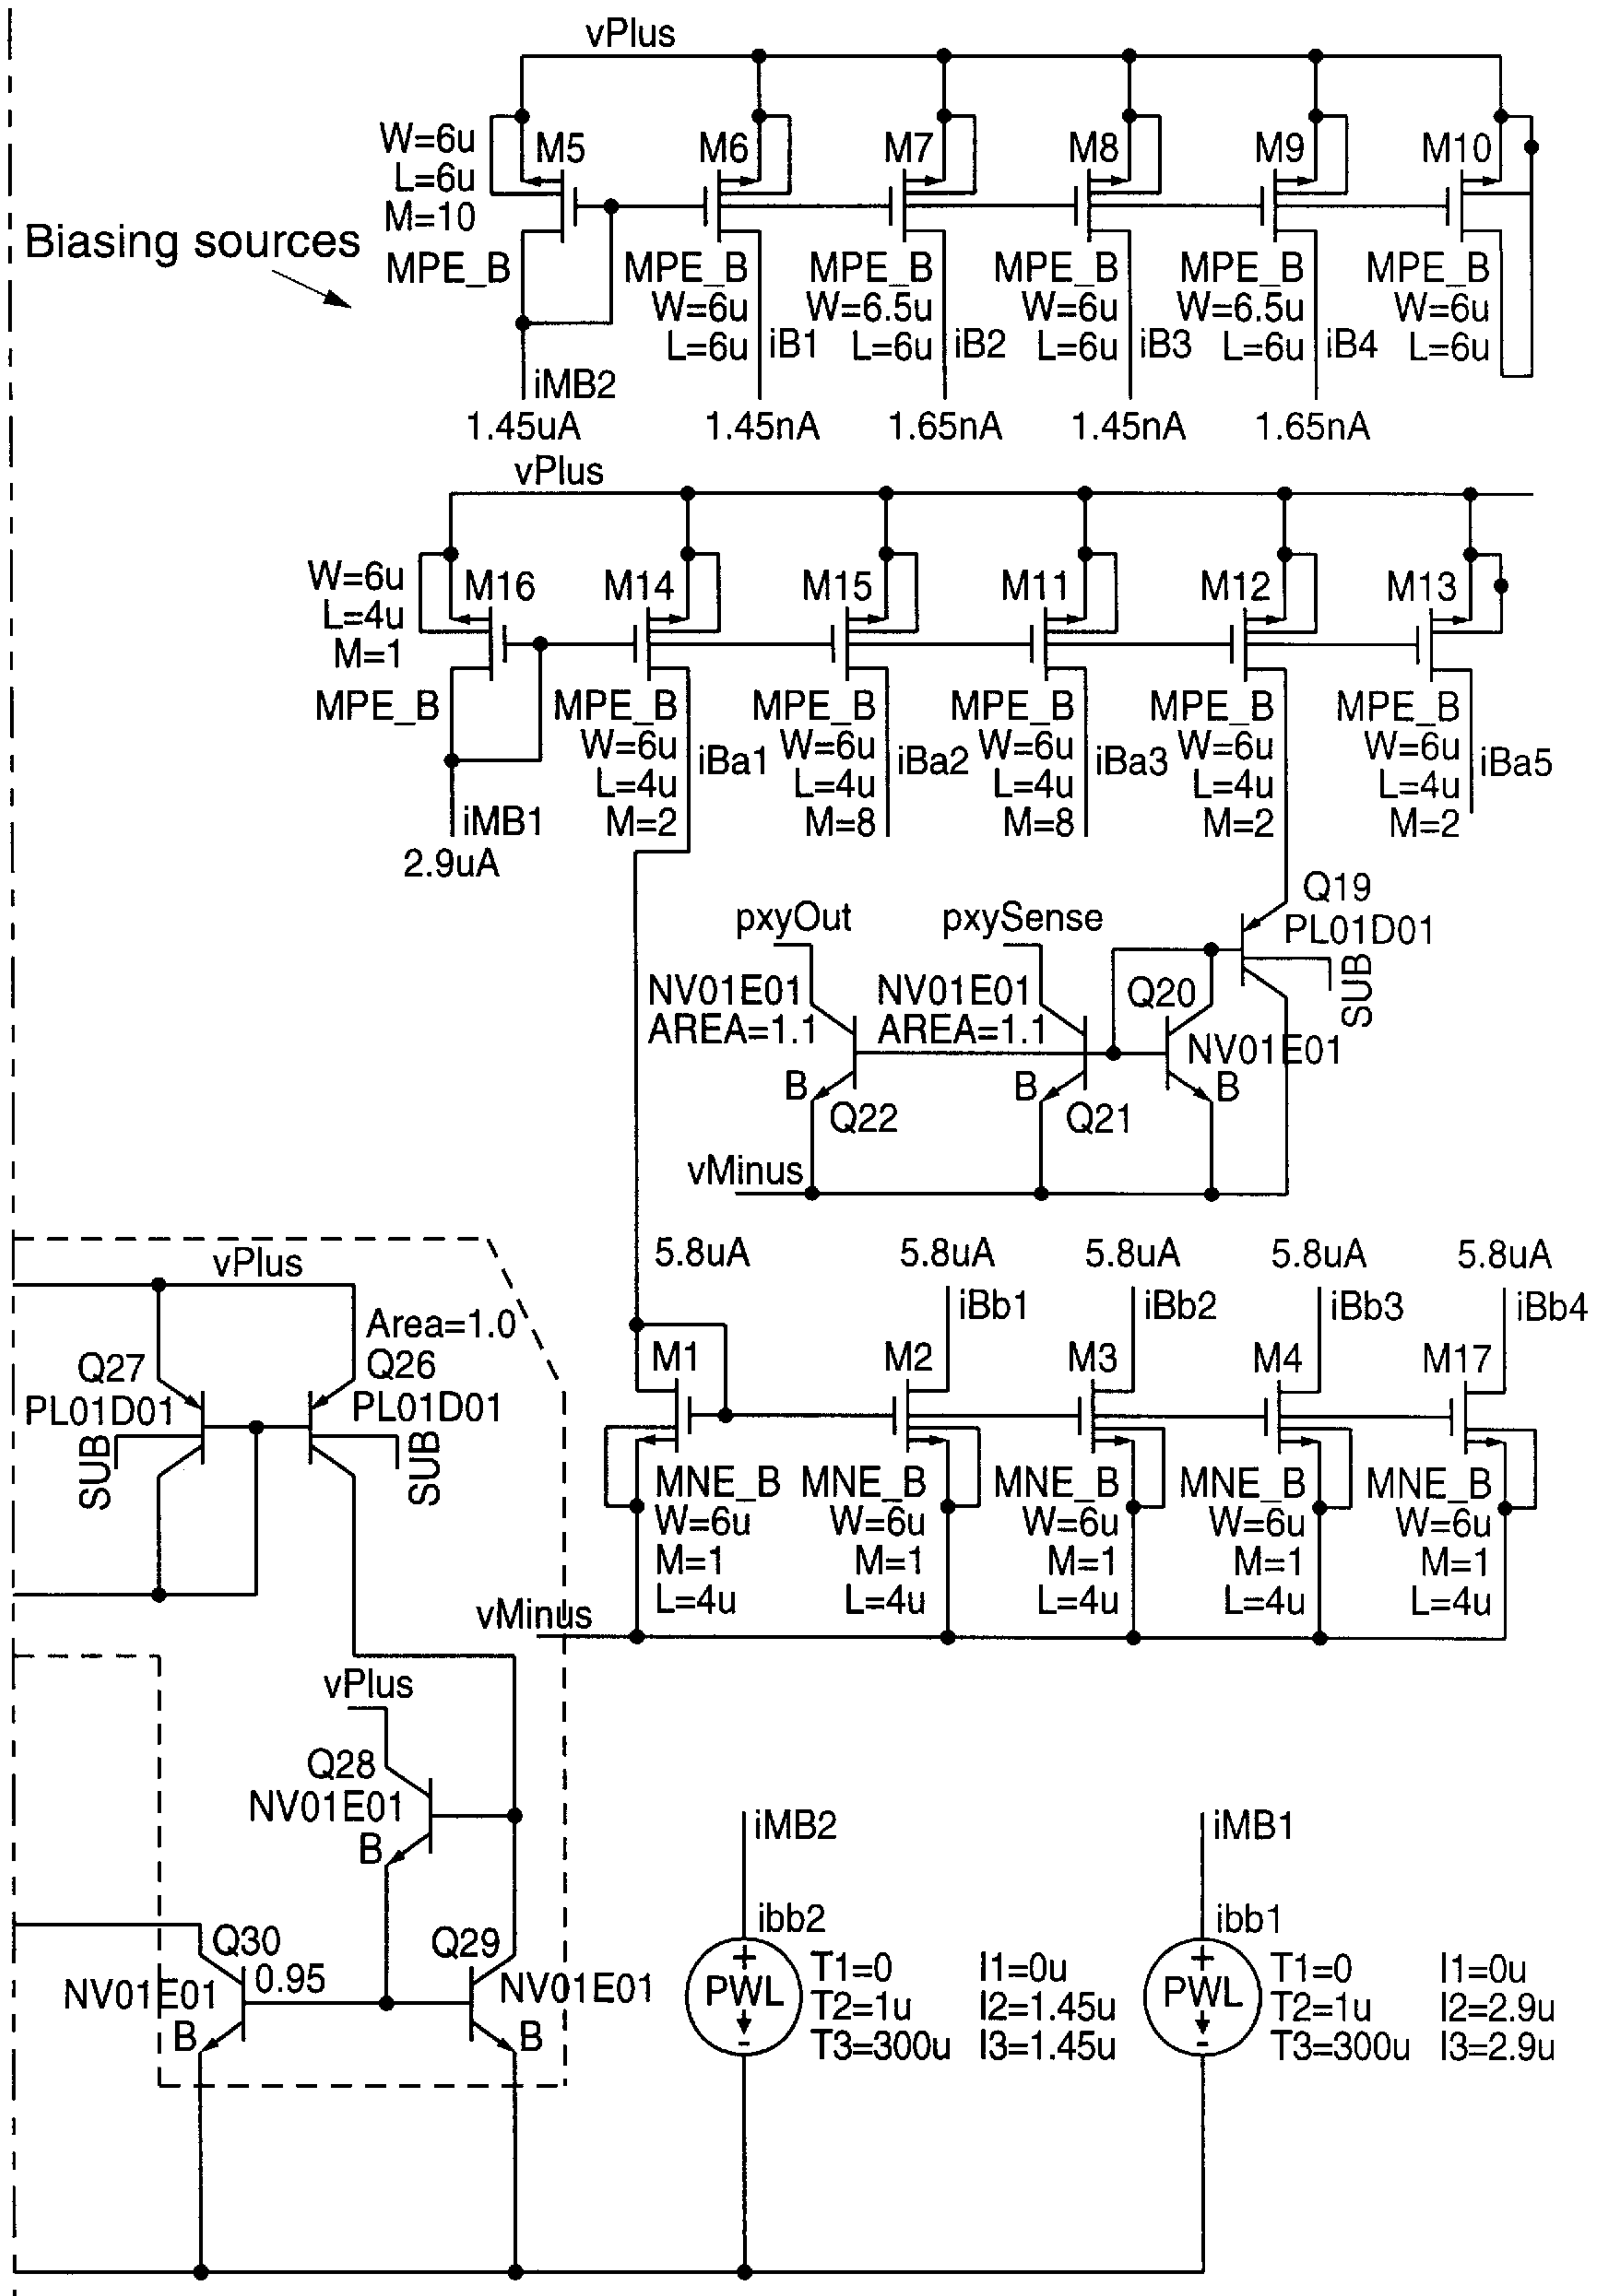 vPlus
W=6u
L=6u
M=10
M5
M6
M7
M8
M9
M10
Biasing sources
MPE_B
MPE_B
W=6u
L=6u
MPE_B
W=6.5u
L=6u
MPE_B
W=6u
L=6u
MPE_B
W=6.5u
L=6u
MPE_B
W=6u
L=6u
iB1
iB2
iB3
iB4
iMB2
1.45uA
1.45nA
1.65nA
1.45nA
1.65nA
vPlus
W=6u
L=4u
M=1
M16
M14
M15
M11
M12
M13
MPE_B
MPE_B
W=6u
L=4u
M=2
MPE_B
W=6u
L=4u
M=8
MPE_B
W=6u
L=4u
M=8
MPE_B
W=6u
L=4u
M=2
MPE_B
W=6u
L=4u
M=2
iBa1
iBa2
iBa3
iBa5
iMB1
2.9uA
Q19
PL01D01
SUB
pxyOut
pxySense
NV01E01
AREA=1.1
NV01E01
AREA=1.1
Q20
NV01E01
B
Q22
B
Q21
B
vMinus
5.8uA
5.8uA
5.8uA
5.8uA
5.8uA
iBb1
iBb2
iBb3
iBb4
vPlus
Area=1.0
Q27
PL01D01
SUB
Q26
PL01D01
SUB
M1
M2
M3
M4
M17
MNE_B
W=6u
M=1
L=4u
MNE_B
W=6u
M=1
L=4u
MNE_B
W=6u
M=1
L=4u
MNE_B
W=6u
M=1
L=4u
MNE_B
W=6u
M=1
L=4u
vMinus
vPlus
Q28
NV01E01
B
Q30
0.95
NV01E01
B
Q29
NV01E01
B
iMB2
ibb2
+
PWL
-
T1=0 I1=0u
T2=1u I2=1.45u
T3=300u I3=1.45u
iMB1
ibb1
+
PWL
-
T1=0 I1=0u
T2=1u I2=2.9u
T3=300u I3=2.9u